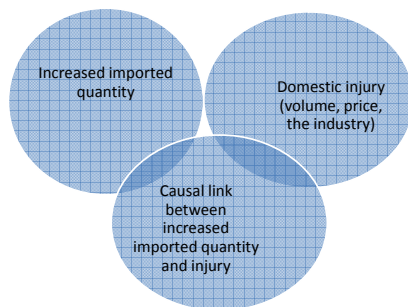 Increased imported
quantity
Domestic injury
(volume, price,
the industry)
Causal link
between
increased
imported quantity
and injury